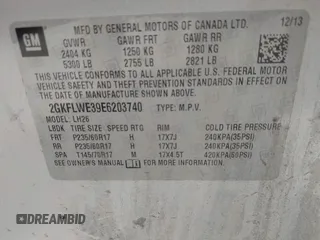 GM
MFD BY GENERAL MOTORS OF CANADA LTD. 12/13
GVWR GAWR FRT GAWR RR
2404 KG 1250 KG 1280 KG
5300 LB 2755 LB 2821 LB
THIS VEHICLE CONFORMS TO ALL APPLICABLE U.S. FEDERAL
MOTOR VEHICLE SAFETY AND THEFT PREVENTION STANDARDS
IN EFFECT ON THE DATE OF MANUFACTURE SHOWN ABOVE.
2GKFLWE39E6203740 TYPE: M.P.V.
MODEL: LH26
TIRE SIZE SPEED RTG RIM COLD TIRE PRESSURE
FRT P235/60R17 17X7J 240KPA(35PSI)
RR P235/60R17 17X7J 240KPA(35PSI)
SPA T145/70R17 M 17X4.5T 420KPA(60PSI)
SEE OWNER'S MANUAL FOR ADDITIONAL INFORMATION
DREAMBID